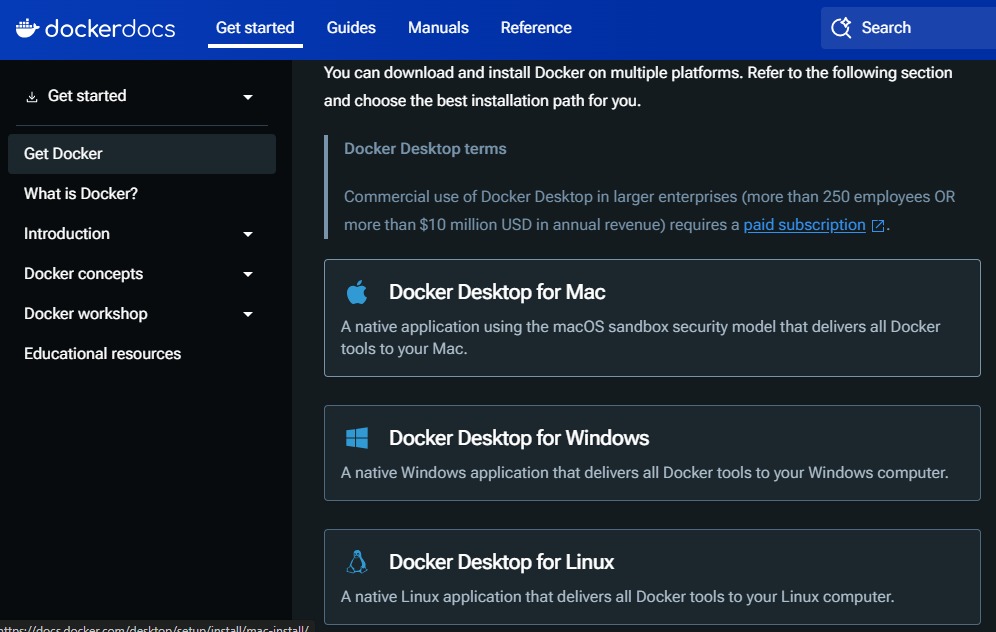 dockerdocs
Get started
Guides
Manuals
Reference
Search
Get started
Get Docker
What is Docker?
Introduction
Docker concepts
Docker workshop
Educational resources
You can download and install Docker on multiple platforms. Refer to the following section
and choose the best installation path for you.
Docker Desktop terms
Commercial use of Docker Desktop in larger enterprises (more than 250 employees OR
more than $10 million USD in annual revenue) requires a paid subscription.
Docker Desktop for Mac
A native application using the macOS sandbox security model that delivers all Docker
tools to your Mac.
Docker Desktop for Windows
A native Windows application that delivers all Docker tools to your Windows computer.
Docker Desktop for Linux
A native Linux application that delivers all Docker tools to your Linux computer.
https://docs.docker.com/desktop/setup/install/mac-install/